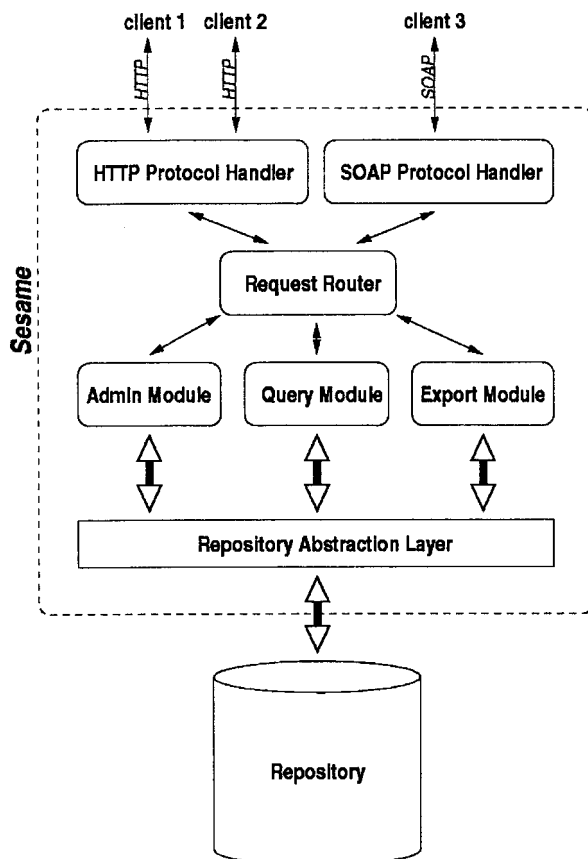 client 1
client 2
client 3
HTTP
HTTP
SOAP
HTTP Protocol Handler
SOAP Protocol Handler
Request Router
Sesame
Admin Module
Query Module
Export Module
Repository Abstraction Layer
Repository